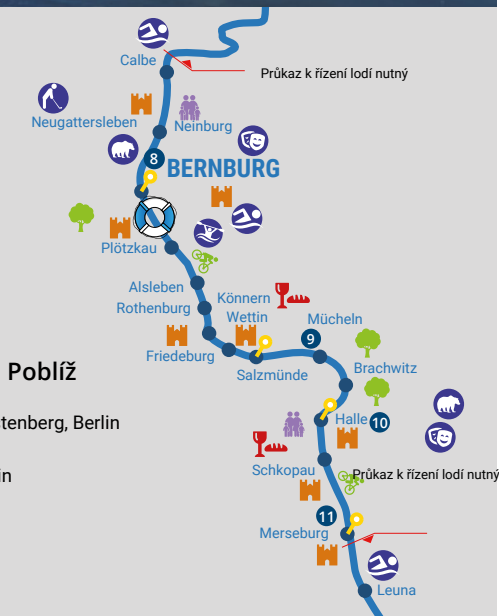 Calbe
Průkaz k řízení lodí nutný
Neugattersleben
Neinburg
8
BERNBURG
Plötzkau
Alsleben
Rothenburg
Könnern
Wettin
Mücheln
9
Friedeburg
Salzmünde
Brachwitz
Poblíž
stenberg, Berlin
in
Halle 10
Schkopau
Průkaz k řízení lodí nutný
11
Merseburg
Leuna